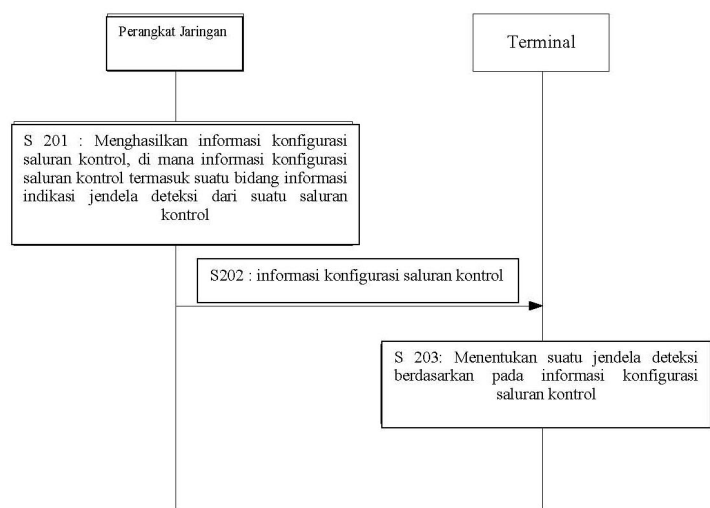 Perangkat Jaringan
Terminal
S 201 : Menghasilkan informasi konfigurasi
saluran kontrol, di mana informasi konfigurasi
saluran kontrol termasuk suatu bidang informasi
indikasi jendela deteksi dari suatu saluran
kontrol
S202 : informasi konfigurasi saluran kontrol
S 203: Menentukan suatu jendela deteksi
berdasarkan pada informasi konfigurasi
saluran kontrol